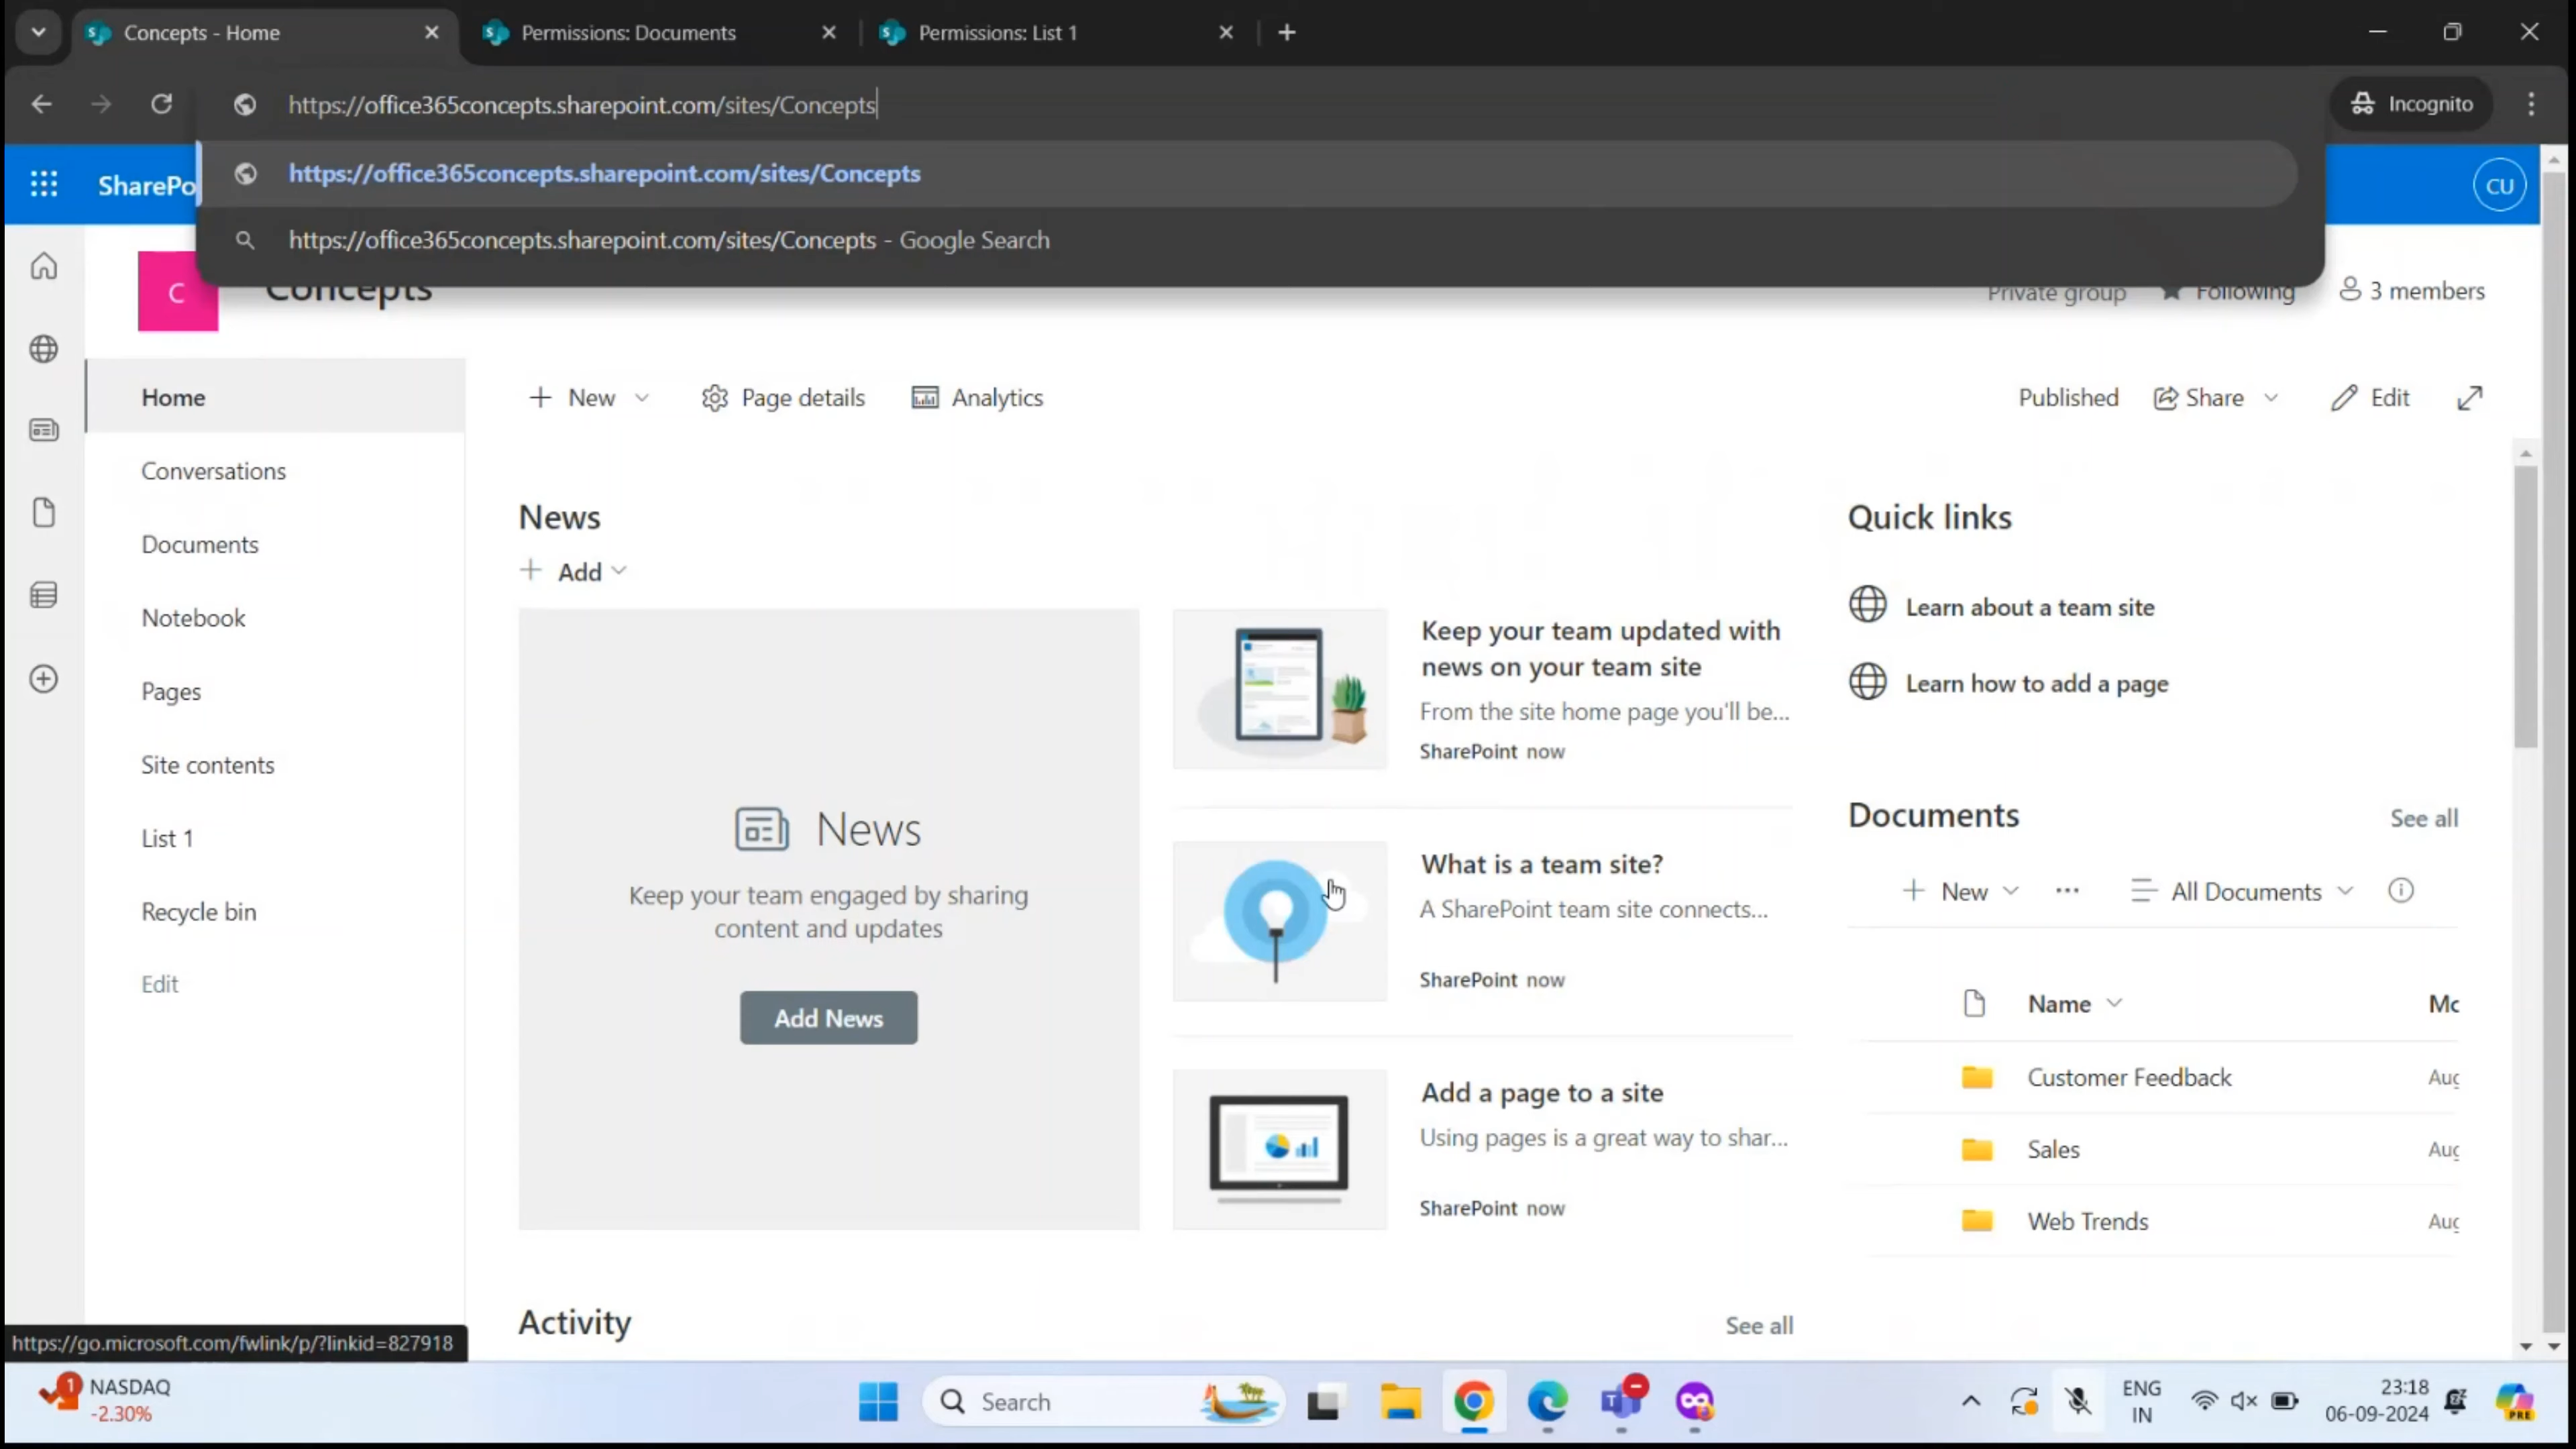 Concepts - Home
Permissions: Documents
Permissions: List 1
https://office365concepts.sharepoint.com/sites/Concepts
Incognito
https://office365concepts.sharepoint.com/sites/Concepts
https://office365concepts.sharepoint.com/sites/Concepts - Google Search
SharePo
CU
C
Concepts
Private group
Following
3 members
Home
Conversations
Documents
Notebook
Pages
Site contents
List 1
Recycle bin
Edit
New
Page details
Analytics
Published
Share
Edit
News
Add
News
Keep your team engaged by sharing
content and updates
Add News
Keep your team updated with
news on your team site
From the site home page you'll be...
SharePoint now
What is a team site?
A SharePoint team site connects...
SharePoint now
Add a page to a site
Using pages is a great way to shar...
SharePoint now
Activity
See all
Quick links
Learn about a team site
Learn how to add a page
Documents
See all
New
All Documents
Name
Mc
Customer Feedback
Aug
Sales
Aug
Web Trends
Aug
https://go.microsoft.com/fwlink/p/?linkid=827918
1
NASDAQ
-2.30%
Search
ENG
IN
23:18
06-09-2024
PRE